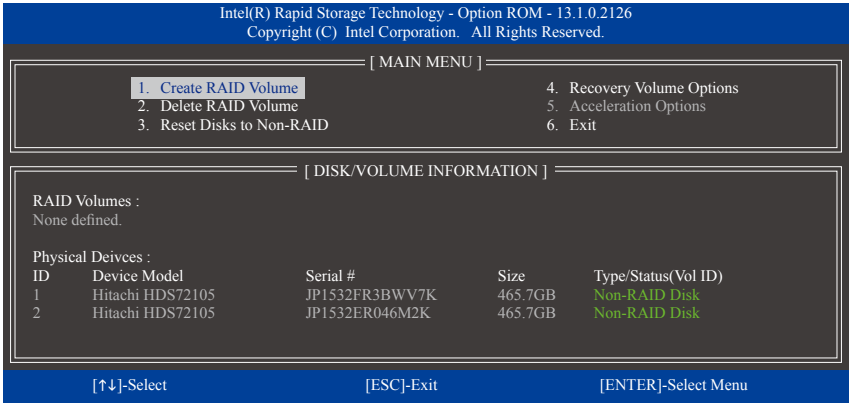 Intel(R) Rapid Storage Technology - Option ROM - 13.1.0.2126
Copyright (C) Intel Corporation. All Rights Reserved.
[ MAIN MENU ]
1. Create RAID Volume
2. Delete RAID Volume
3. Reset Disks to Non-RAID
4. Recovery Volume Options
5. Acceleration Options
6. Exit
[ DISK/VOLUME INFORMATION ]
RAID Volumes :
None defined.
Physical Deivces :
ID Device Model Serial # Size Type/Status(Vol ID)
1 Hitachi HDS72105 JP1532FR3BWV7K 465.7GB Non-RAID Disk
2 Hitachi HDS72105 JP1532ER046M2K 465.7GB Non-RAID Disk
[↑↓]-Select [ESC]-Exit [ENTER]-Select Menu